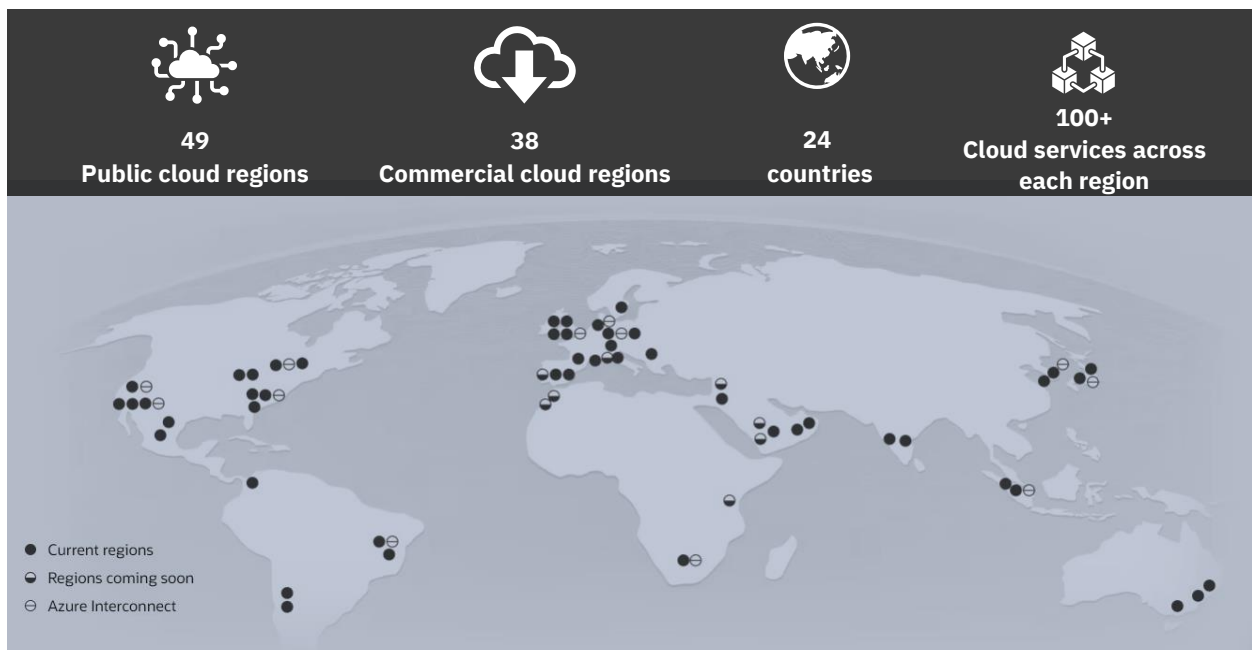 49
Public cloud regions
38
Commercial cloud regions
24
countries
100+
Cloud services across
each region
Current regions
Regions coming soon
Azure Interconnect